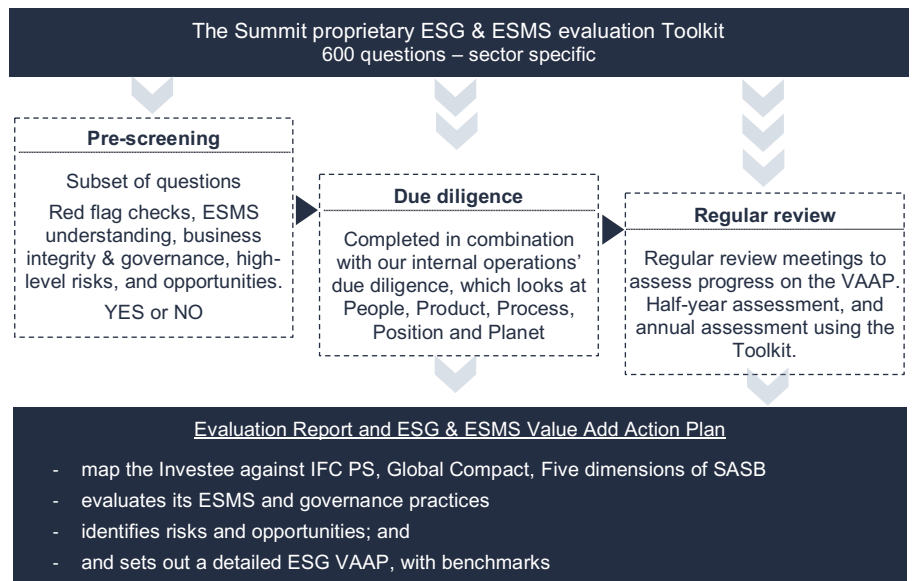 The Summit proprietary ESG & ESMS evaluation Toolkit
600 questions – sector specific
Pre-screening
Subset of questions
Red flag checks, ESMS
understanding, business
integrity & governance, high-
level risks, and opportunities.
YES or NO
Due diligence
Completed in combination
with our internal operations’
due diligence, which looks at
People, Product, Process,
Position and Planet
Regular review
Regular review meetings to
assess progress on the VAAP.
Half-year assessment, and
annual assessment using the
Toolkit.
Evaluation Report and ESG & ESMS Value Add Action Plan
- map the Investee against IFC PS, Global Compact, Five dimensions of SASB
- evaluates its ESMS and governance practices
- identifies risks and opportunities; and
- and sets out a detailed ESG VAAP, with benchmarks